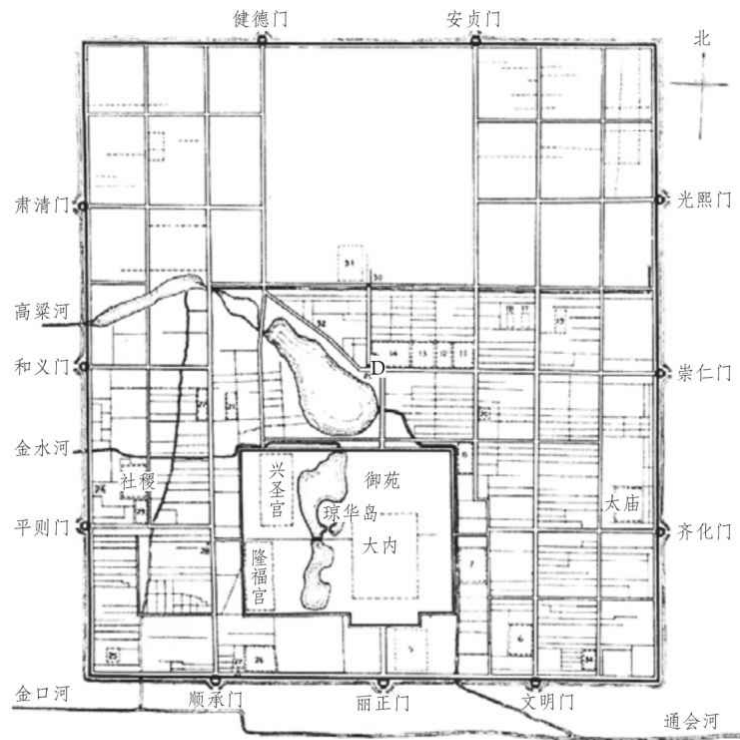 健德门
安贞门
北
肃清门
光熙门
高粱河
和义门
D
崇仁门
金水河
社稷
兴圣宫
御苑
琼华岛
太庙
平则门
大内
齐化门
隆福宫
金口河
顺承门
丽正门
文明门
通会河